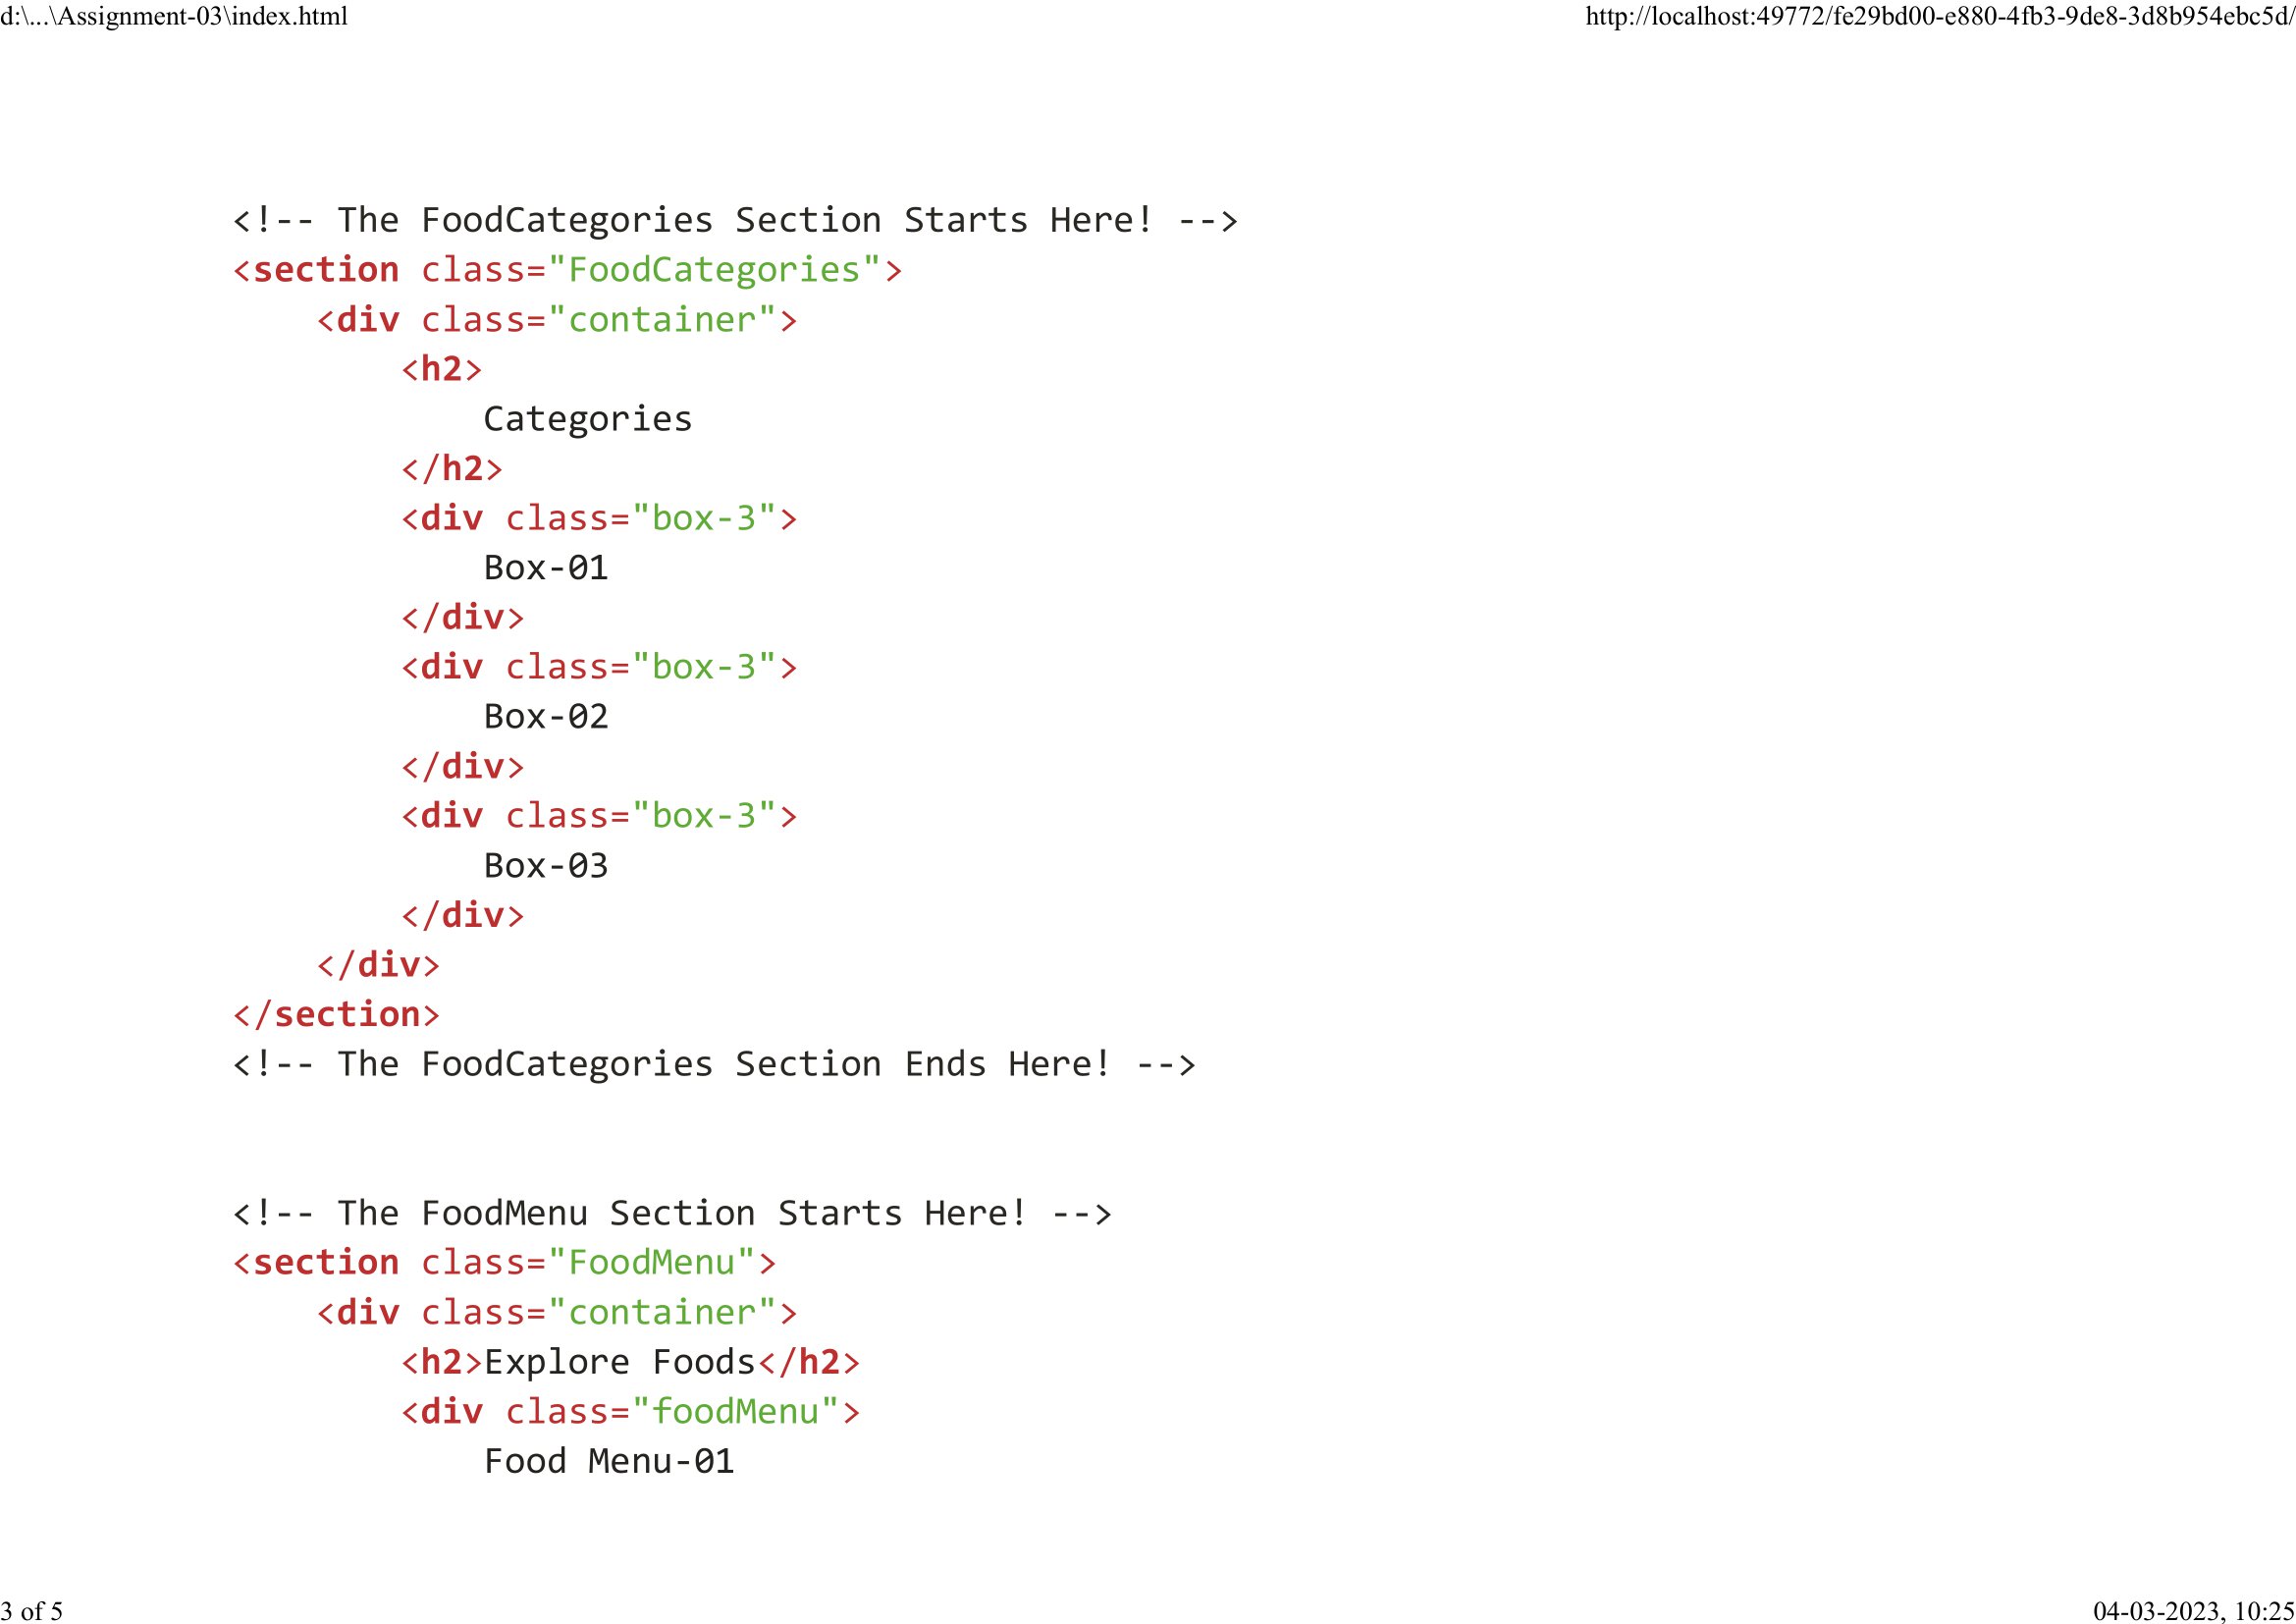 d:\...\Assignment-03\index.html
http://localhost:49772/fe29bd00-e880-4fb3-9de8-3d8b954ebc5d/
<!-- The FoodCategories Section Starts Here! -->
<section class="FoodCategories">
    <div class="container">
        <h2>
            Categories
        </h2>
        <div class="box-3">
            Box-01
        </div>
        <div class="box-3">
            Box-02
        </div>
        <div class="box-3">
            Box-03
        </div>
    </div>
</section>
<!-- The FoodCategories Section Ends Here! -->
<!-- The FoodMenu Section Starts Here! -->
<section class="FoodMenu">
    <div class="container">
        <h2>Explore Foods</h2>
        <div class="foodMenu">
            Food Menu-01
3 of 5
04-03-2023, 10:25